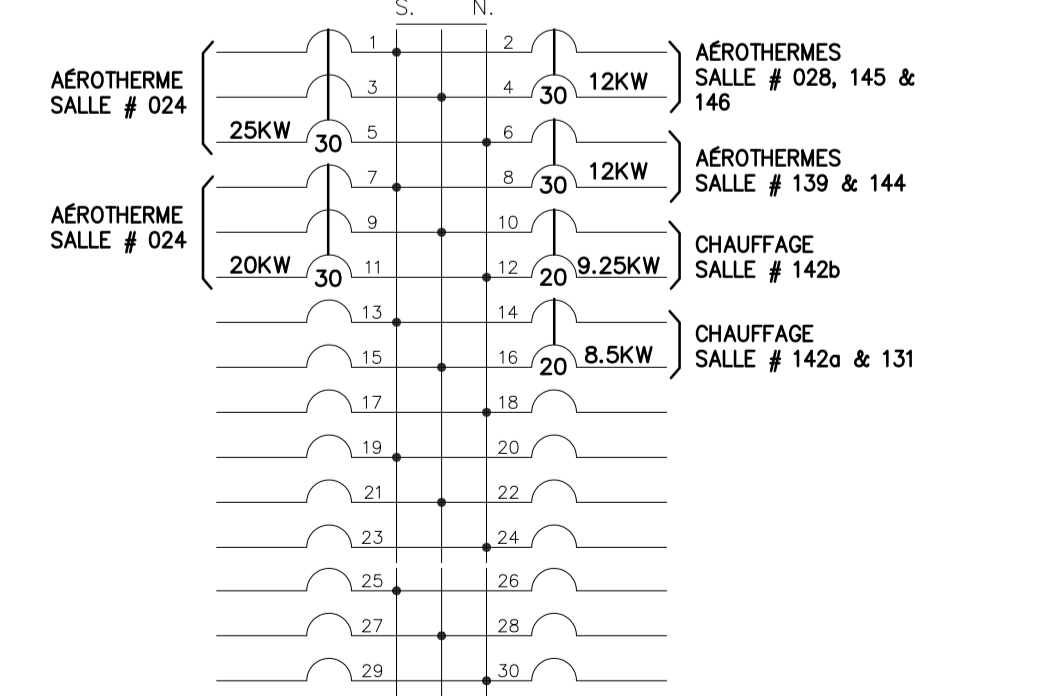 S. N.
1 2
AÉROTHERME
SALLE # 024
3 4
30 12KW
AÉROTHERMES
SALLE # 028, 145 &
146
25KW 30 5 6
7 8
30 12KW
AÉROTHERMES
SALLE # 139 & 144
AÉROTHERME
SALLE # 024
9 10
20KW 30 11 12
20 9.25KW
CHAUFFAGE
SALLE # 142b
13 14
15 16
20 8.5KW
CHAUFFAGE
SALLE # 142a & 131
17 18
19 20
21 22
23 24
25 26
27 28
29 30